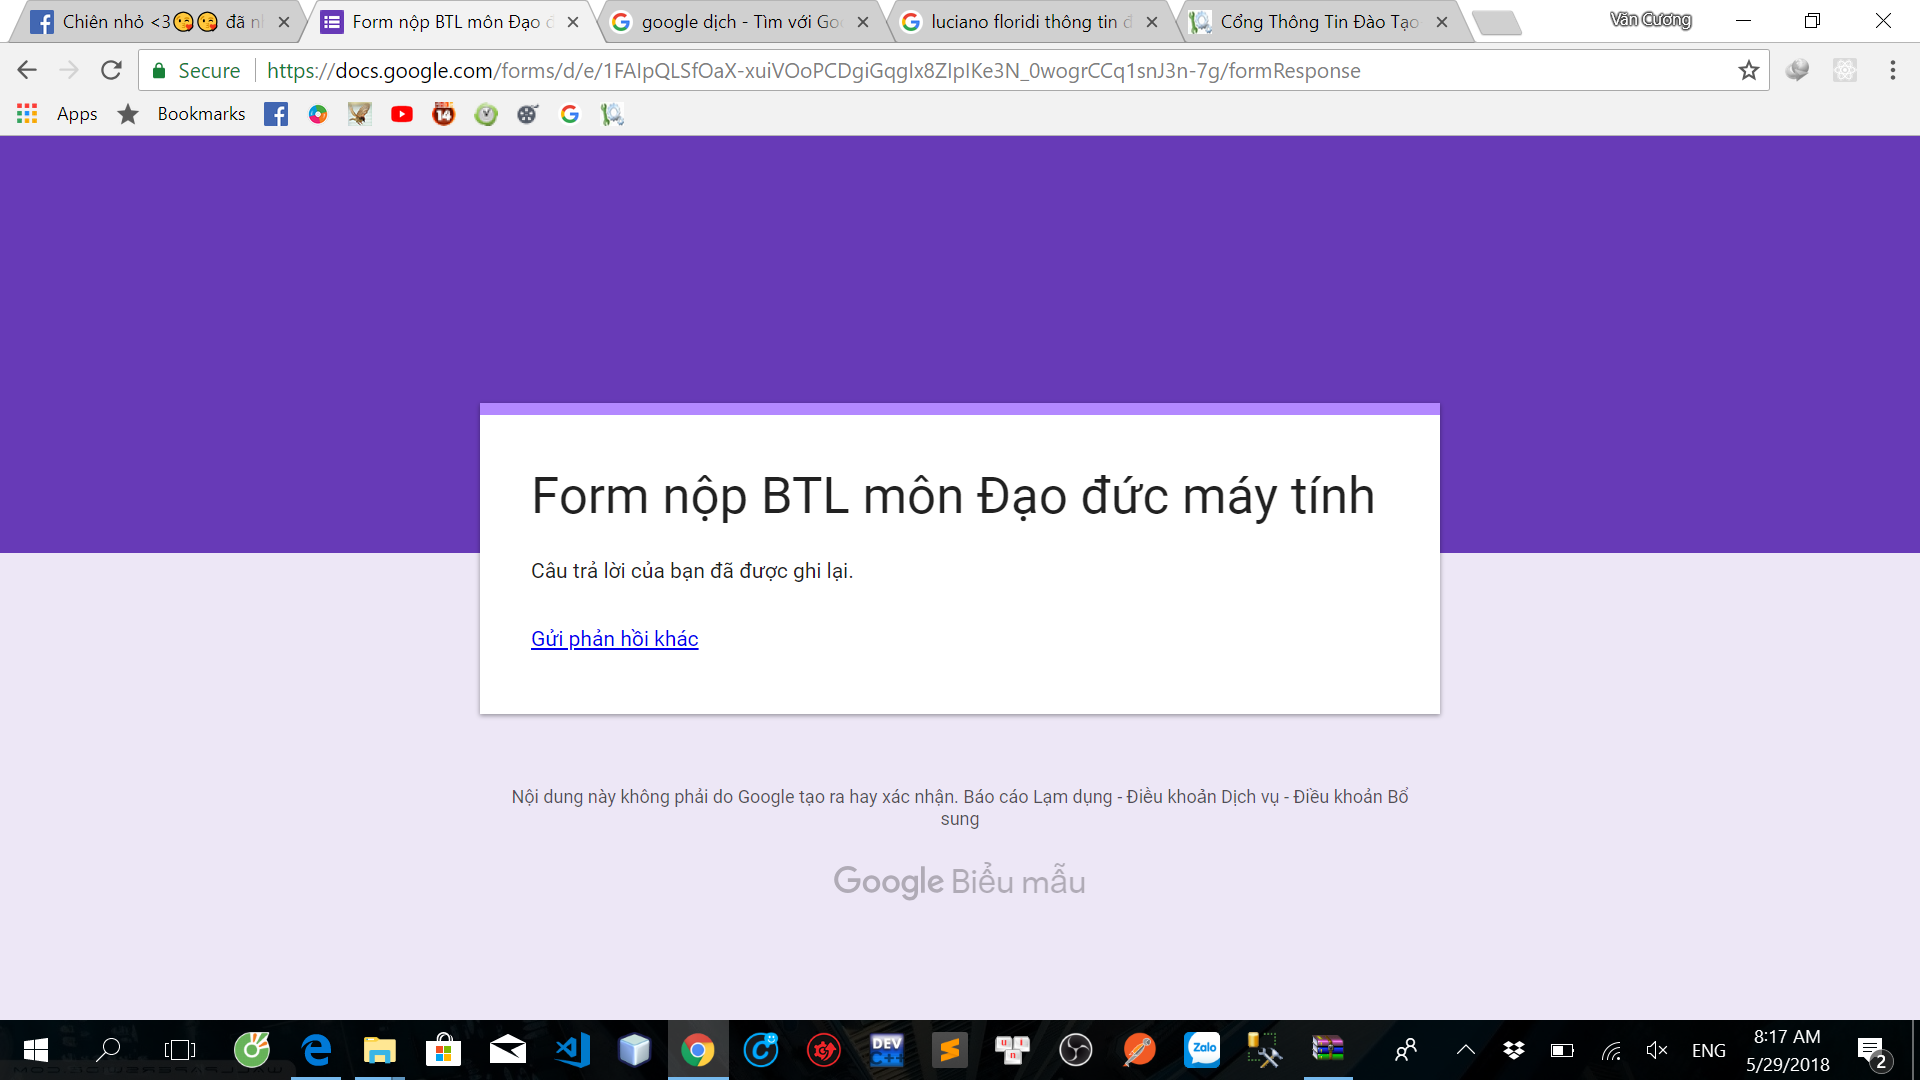 Chiên nhỏ <3😘😘 đã nh
Form nộp BTL môn Đạo đ
google dịch - Tìm với Goo
luciano floridi thông tin đ
Cổng Thông Tin Đào Tạo
Văn Cương
Secure
https://docs.google.com/forms/d/e/1FAIpQLSfOaX-xuiVOoPCDgiGqgIx8ZIpIKe3N_0wogrCCq1snJ3n-7g/formResponse
Apps
Bookmarks
14
Form nộp BTL môn Đạo đức máy tính
Câu trả lời của bạn đã được ghi lại.
Gửi phản hồi khác
Nội dung này không phải do Google tạo ra hay xác nhận. Báo cáo Lạm dụng - Điều khoản Dịch vụ - Điều khoản Bổ
sung
Google Biểu mẫu
DEV
C++
Zalo
ENG
8:17 AM
5/29/2018
2